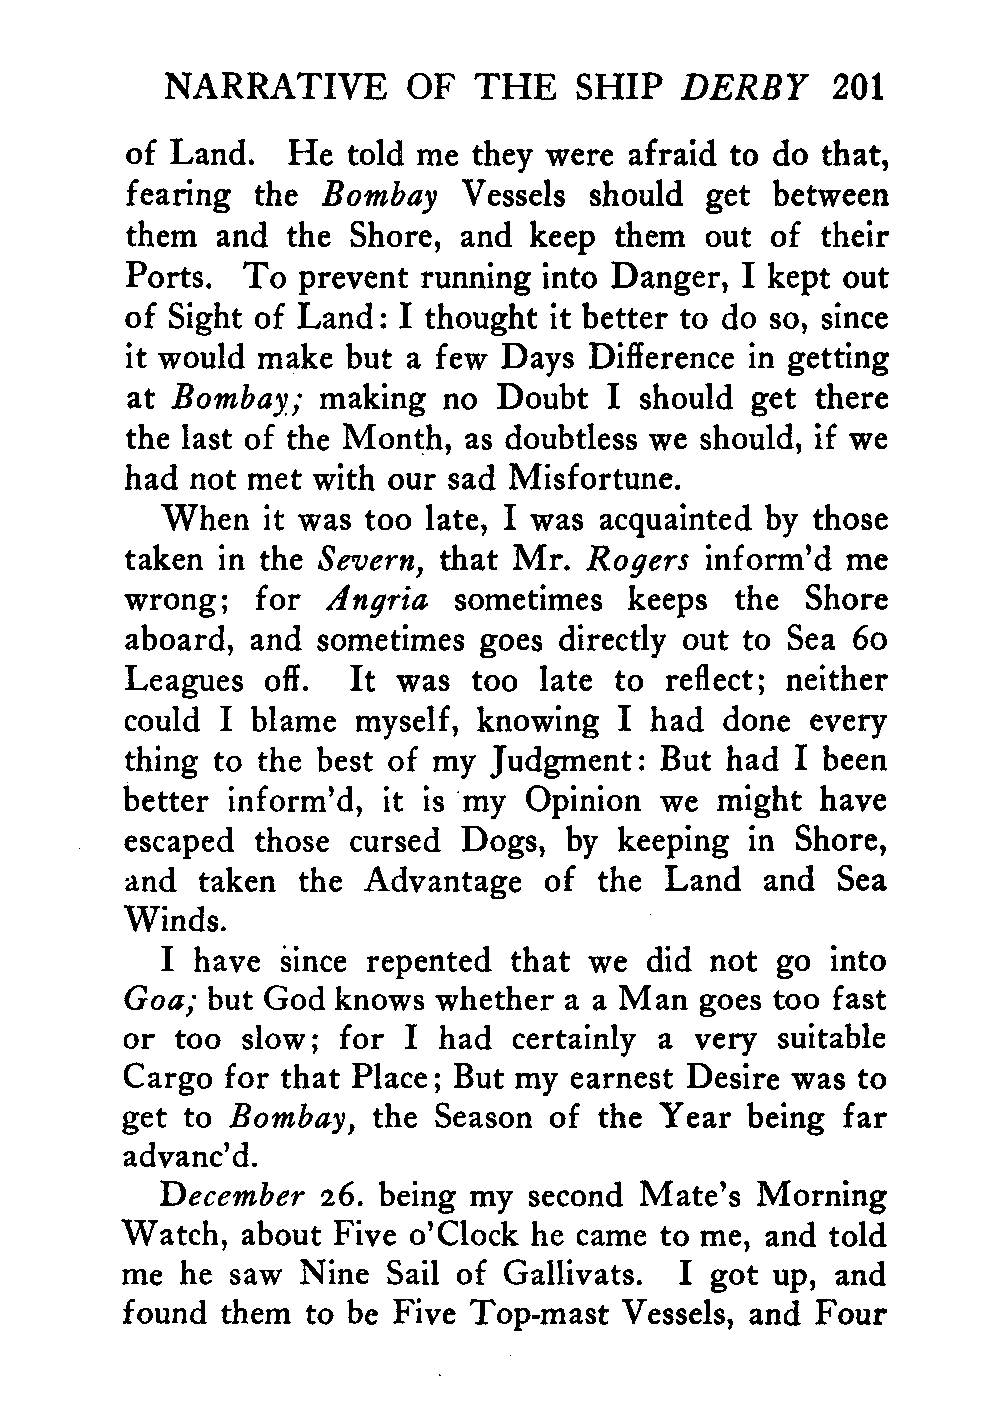 NARRATIVE OF THE SHIP DERBY 201
of Land. He told me they were afraid to do that,
fearing the Bombay Vessels should get between
them and the Shore, and keep them out of their
Ports. To prevent running into Danger, I kept out
of Sight of Land: I thought it better to do so, since
it would make but a few Days Difference in getting
at Bombay; making no Doubt I should get there
the last of the Month, as doubtless we should, if we
had not met with our sad Misfortune.
When it was too late, I was acquainted by those
taken in the Severn, that Mr. Rogers inform'd me
wrong; for Angria sometimes keeps the Shore
aboard, and sometimes goes directly out to Sea 60
Leagues off. It was too late to reflect; neither
could I blame myself, knowing I had done every
thing to the best of my Judgment: But had I been
better inform'd, it is my Opinion we might have
escaped those cursed Dogs, by keeping in Shore,
and taken the Advantage of the Land and Sea
Winds.
I have since repented that we did not go into
Goa; but God knows whether a a Man goes too fast
or too slow; for I had certainly a very suitable
Cargo for that Place; But my earnest Desire was to
get to Bombay, the Season of the Year being far
advanc'd.
December 26. being my second Mate's Morning
Watch, about Five o'Clock he came to me, and told
me he saw Nine Sail of Gallivats. I got up, and
found them to be Five Top-mast Vessels, and Four